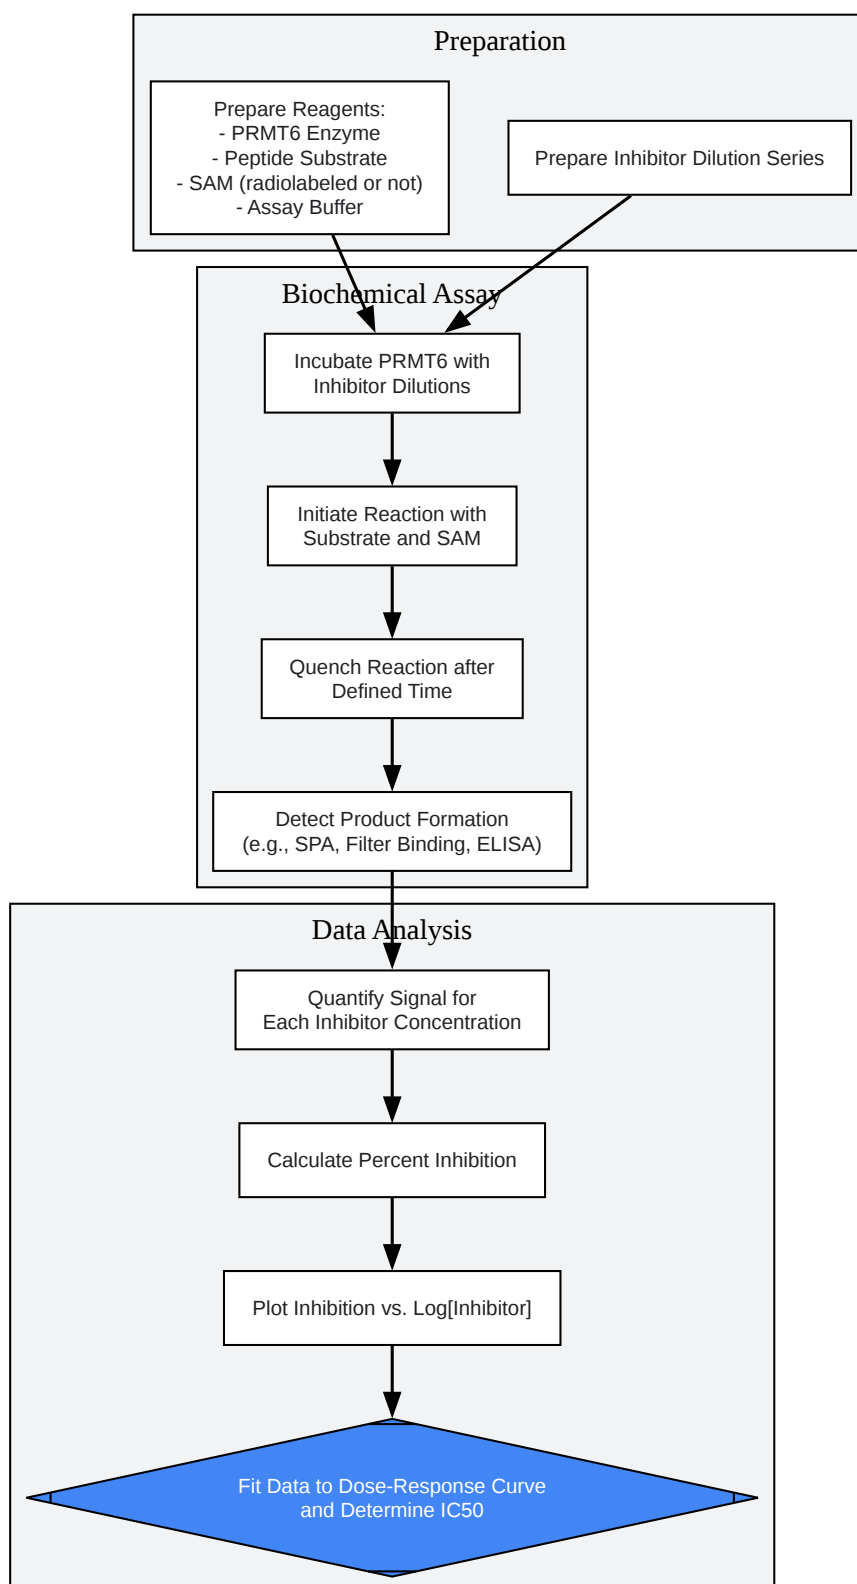 Preparation
Prepare Reagents:
- PRMT6 Enzyme
- Peptide Substrate
- SAM (radiolabeled or not)
- Assay Buffer
Prepare Inhibitor Dilution Series
Biochemical Assay
Incubate PRMT6 with
Inhibitor Dilutions
Initiate Reaction with
Substrate and SAM
Quench Reaction after
Defined Time
Detect Product Formation
(e.g., SPA, Filter Binding, ELISA)
Data Analysis
Quantify Signal for
Each Inhibitor Concentration
Calculate Percent Inhibition
Plot Inhibition vs. Log[Inhibitor]
Fit Data to Dose-Response Curve
and Determine IC50